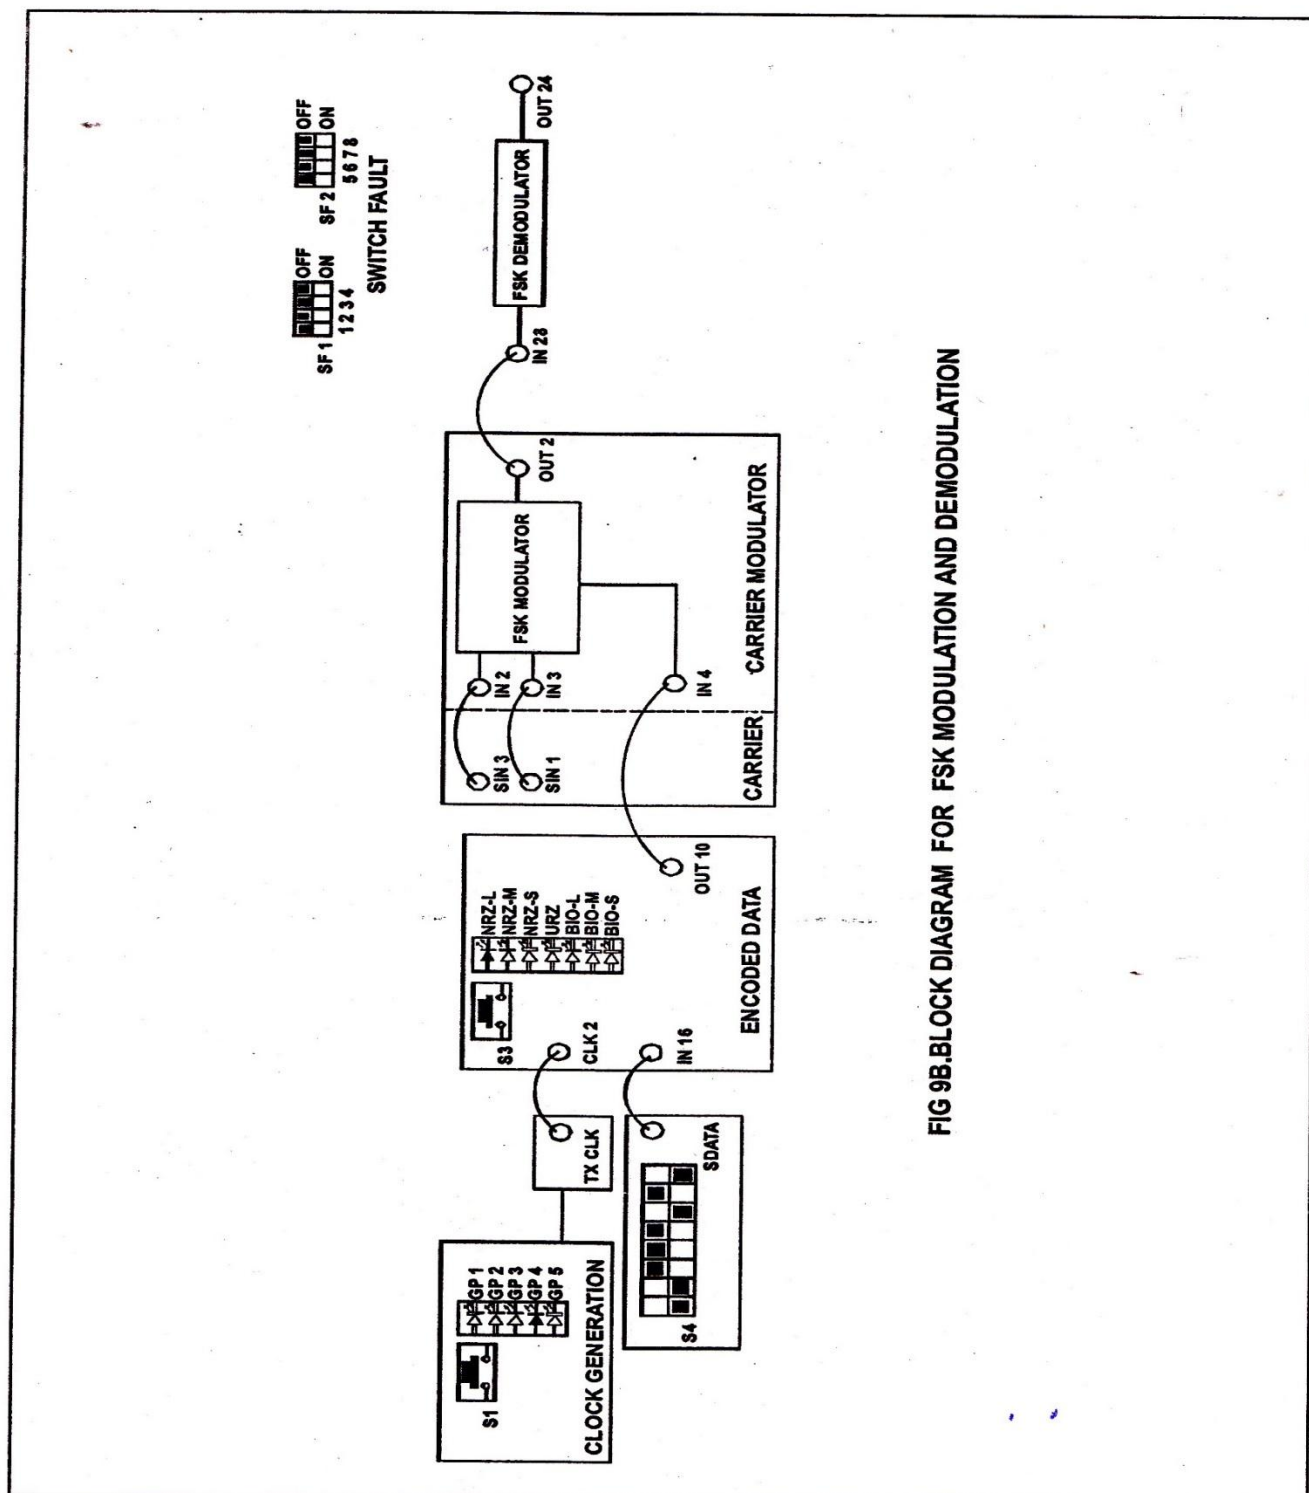 SF 1
OFF
ON
1 2 3 4
SF 2
OFF
ON
5 6 7 8
SWITCH FAULT
S1
GP 1
GP 2
GP 3
GP 4
GP 5
CLOCK GENERATION
TX CLK
S4
SDATA
S3
NRZ-L
NRZ-M
NRZ-S
URZ
BIO-L
BIO-M
BIO-S
CLK 2
IN 16
OUT 10
ENCODED DATA
SIN 3
SIN 1
CARRIER
IN 2
IN 3
IN 4
FSK MODULATOR
OUT 2
CARRIER MODULATOR
IN 28
FSK DEMODULATOR
OUT 24
FIG 9B.BLOCK DIAGRAM FOR FSK MODULATION AND DEMODULATION